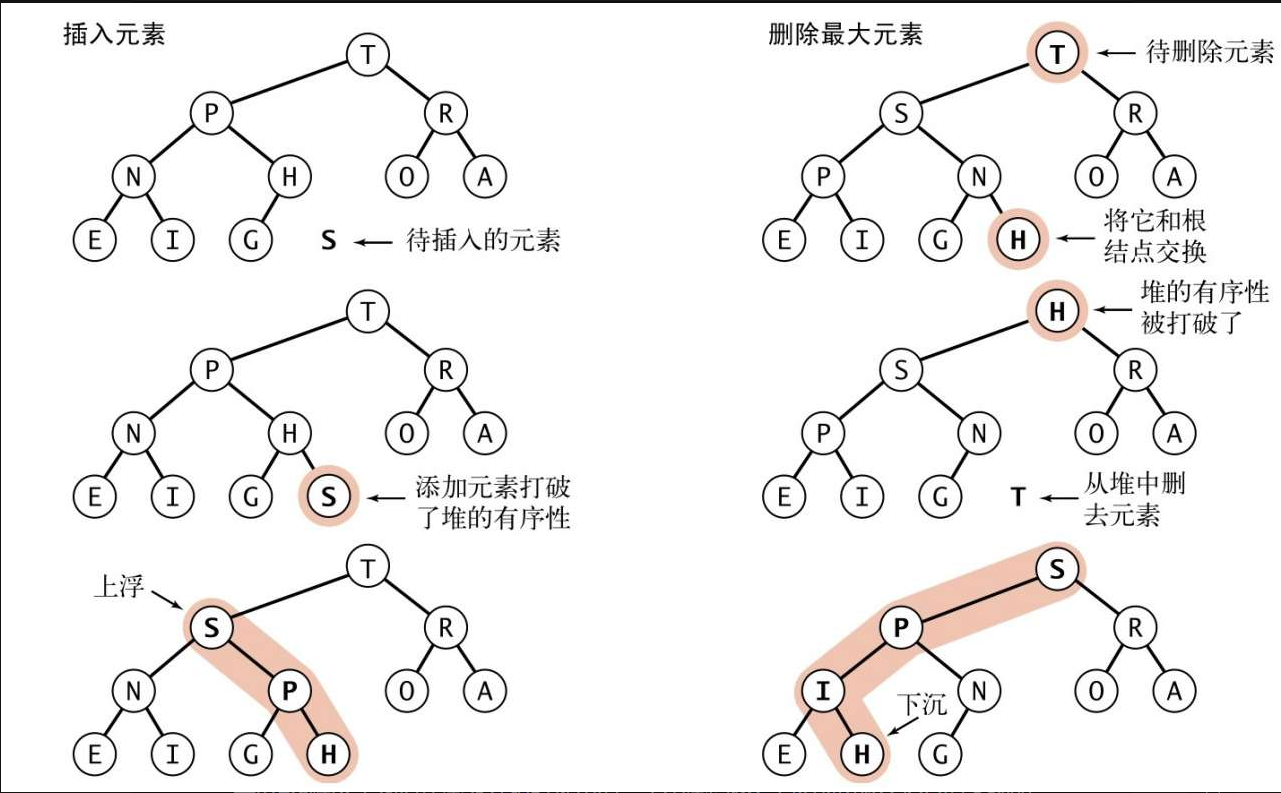 插入元素
T
P R
N H O A
E I G S 待插入的元素
T
P R
N H O A
E I G S 添加元素打破
了堆的有序性
上浮
T
S R
N P O A
E I G H
删除最大元素
T 待删除元素
S R
P N O A
E I G H 将它和根
结点交换
H 堆的有序性
被打破了
S R
P N O A
E I G T 从堆中删
去元素
S
P R
I N O A
下沉
E H G